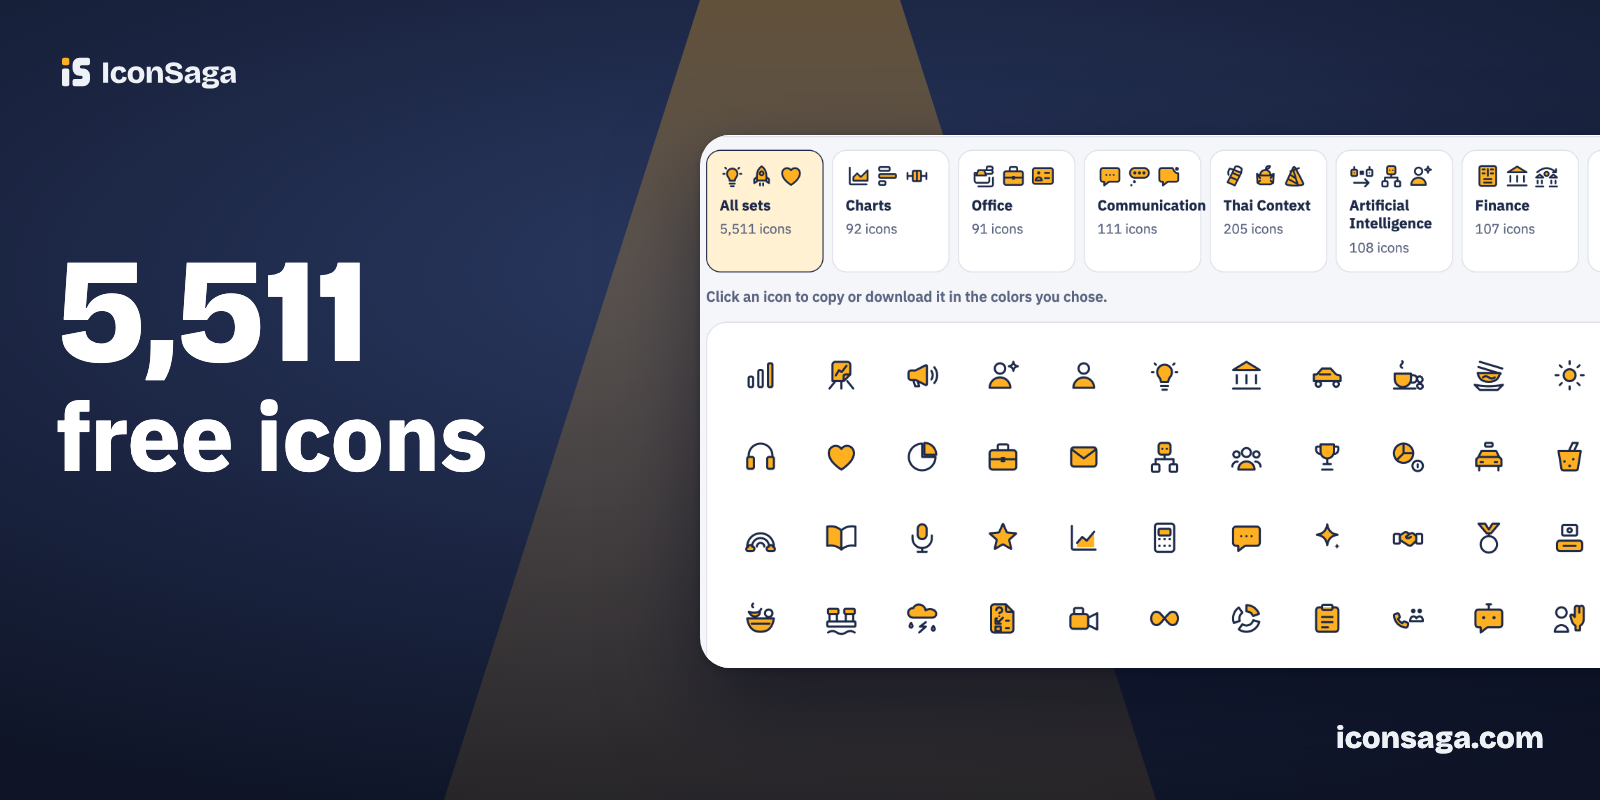 iS IconSaga
5,511
free icons
All sets
5,511 icons
Charts
92 icons
Office
91 icons
Communication
111 icons
Thai Context
205 icons
Artificial
Intelligence
108 icons
Finance
107 icons
Click an icon to copy or download it in the colors you chose.
iconsaga.com